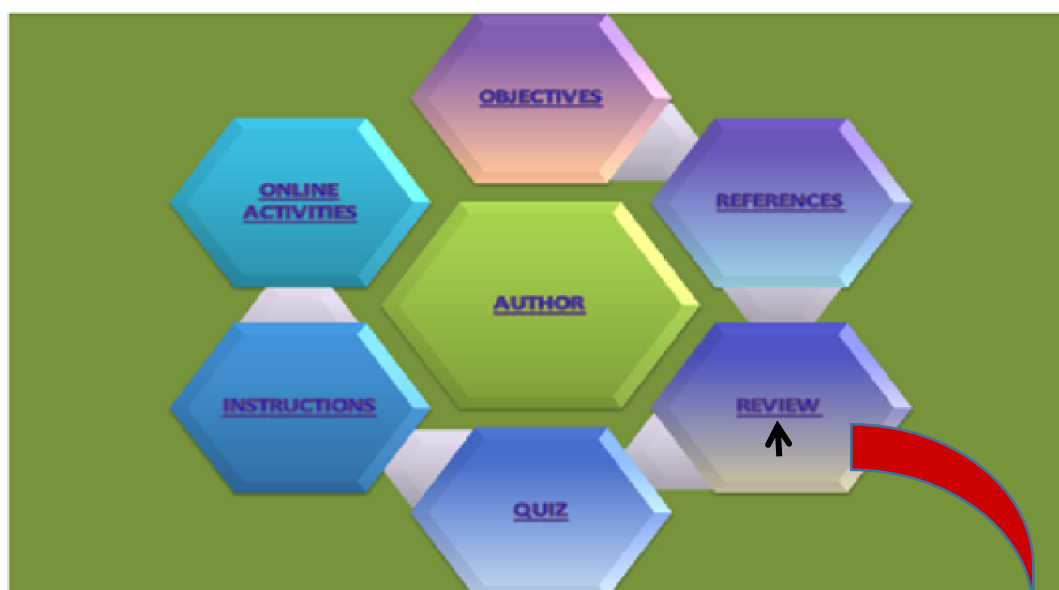 OBJECTIVES
ONLINE
ACTIVITIES
REFERENCES
AUTHOR
INSTRUCTIONS
REVIEW
QUIZ